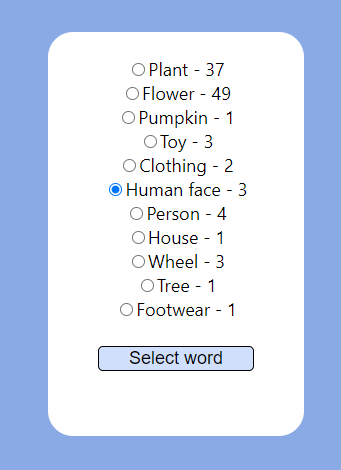 Plant - 37
Flower - 49
Pumpkin - 1
Toy - 3
Clothing - 2
Human face - 3
Person - 4
House - 1
Wheel - 3
Tree - 1
Footwear - 1
Select word